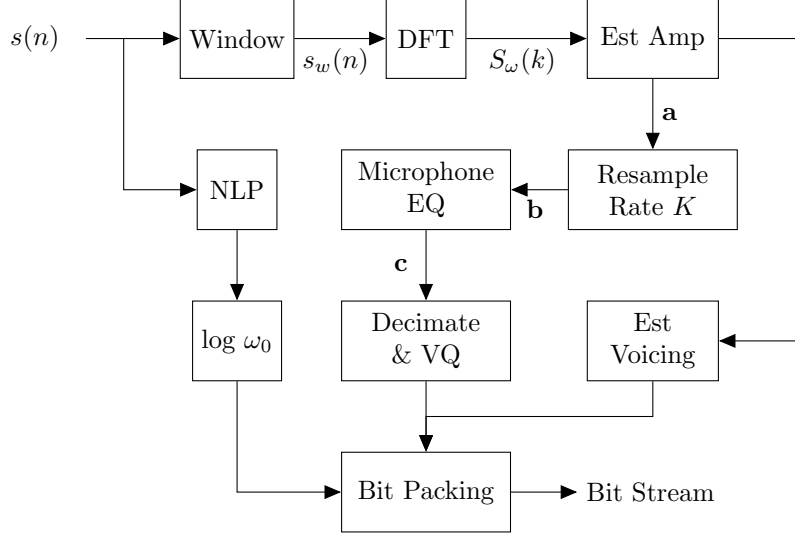 s(n)
Window
s_w(n)
DFT
S_ω(k)
Est Amp
a
NLP
Microphone
EQ
b
Resample
Rate K
c
log ω₀
Decimate
& VQ
Est
Voicing
Bit Packing
Bit Stream